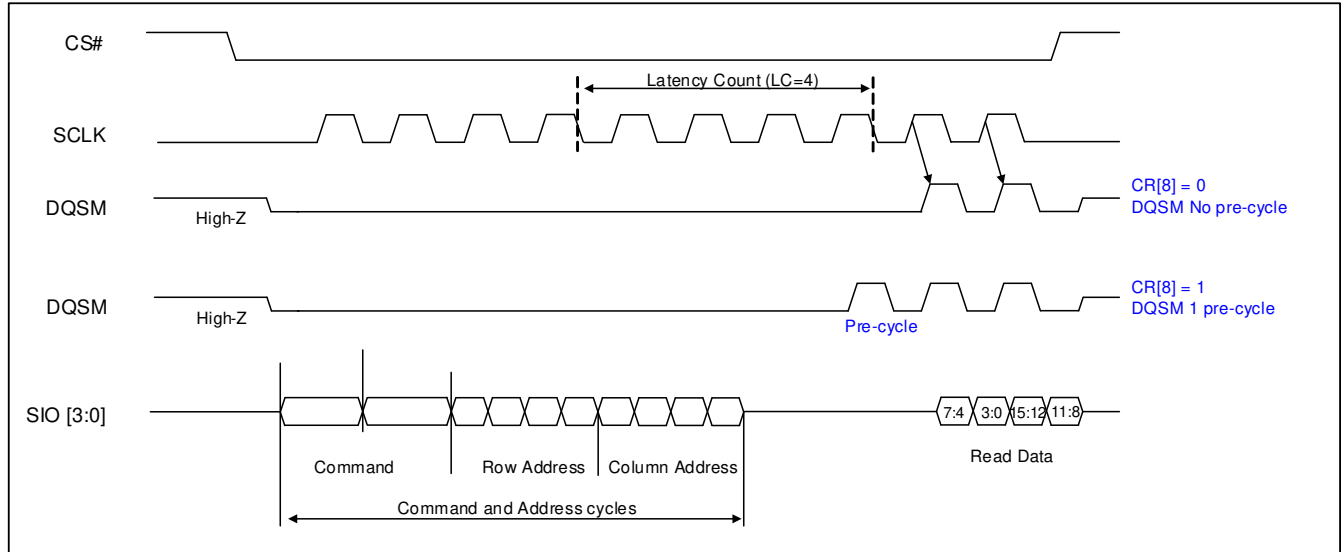 CS#
Latency Count (LC=4)
SCLK
CR[8] = 0
DQSM
High-Z
DQSM No pre-cycle
CR[8] = 1
DQSM
High-Z
Pre-cycle
DQSM 1 pre-cycle
SIO [3:0]
7:4 3:0 15:12 11:8
Command Row Address Column Address Read Data
Command and Address cycles